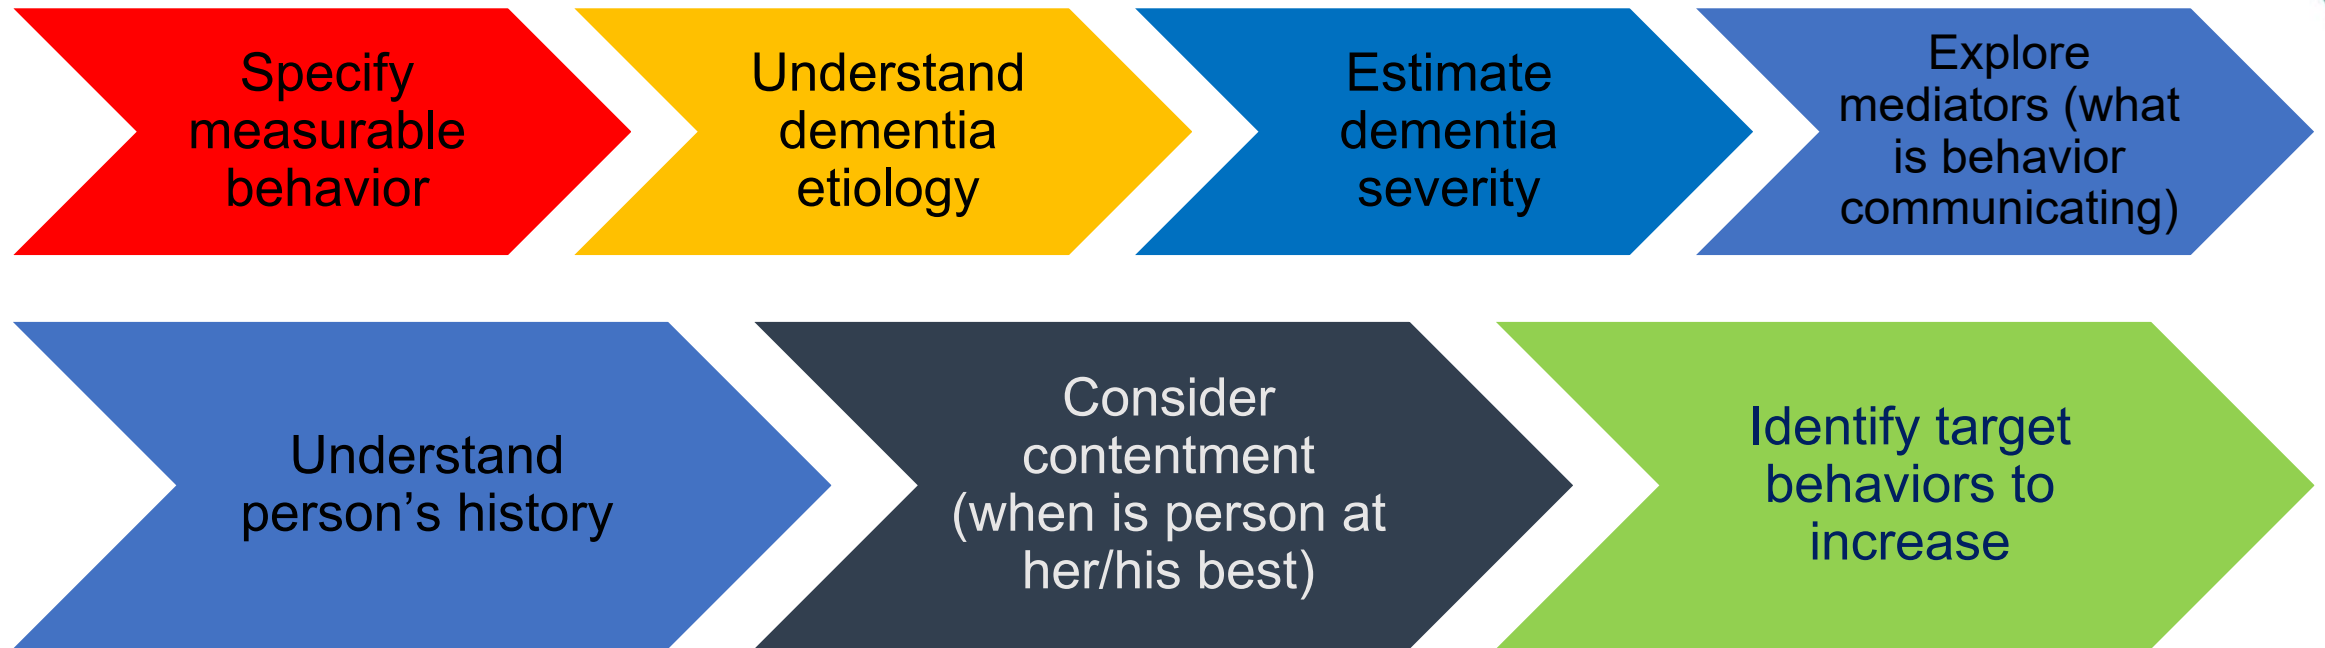 Specify
measurable
behavior
Understand
dementia
etiology
Estimate
dementia
severity
Explore
mediators (what
is behavior
communicating)
Understand
person’s history
Consider
contentment
(when is person at
her/his best)
Identify target
behaviors to
increase